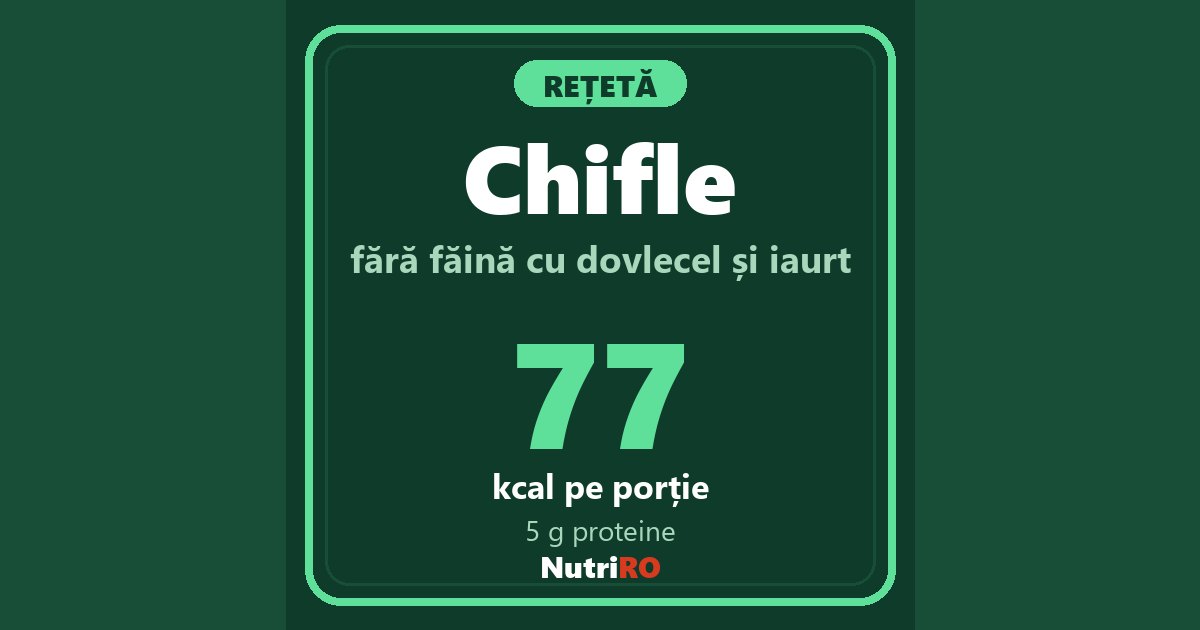 REȚETĂ
Chifle
fără făină cu dovlecel și iaurt
77
kcal pe porție
5 g proteine
NutriRO